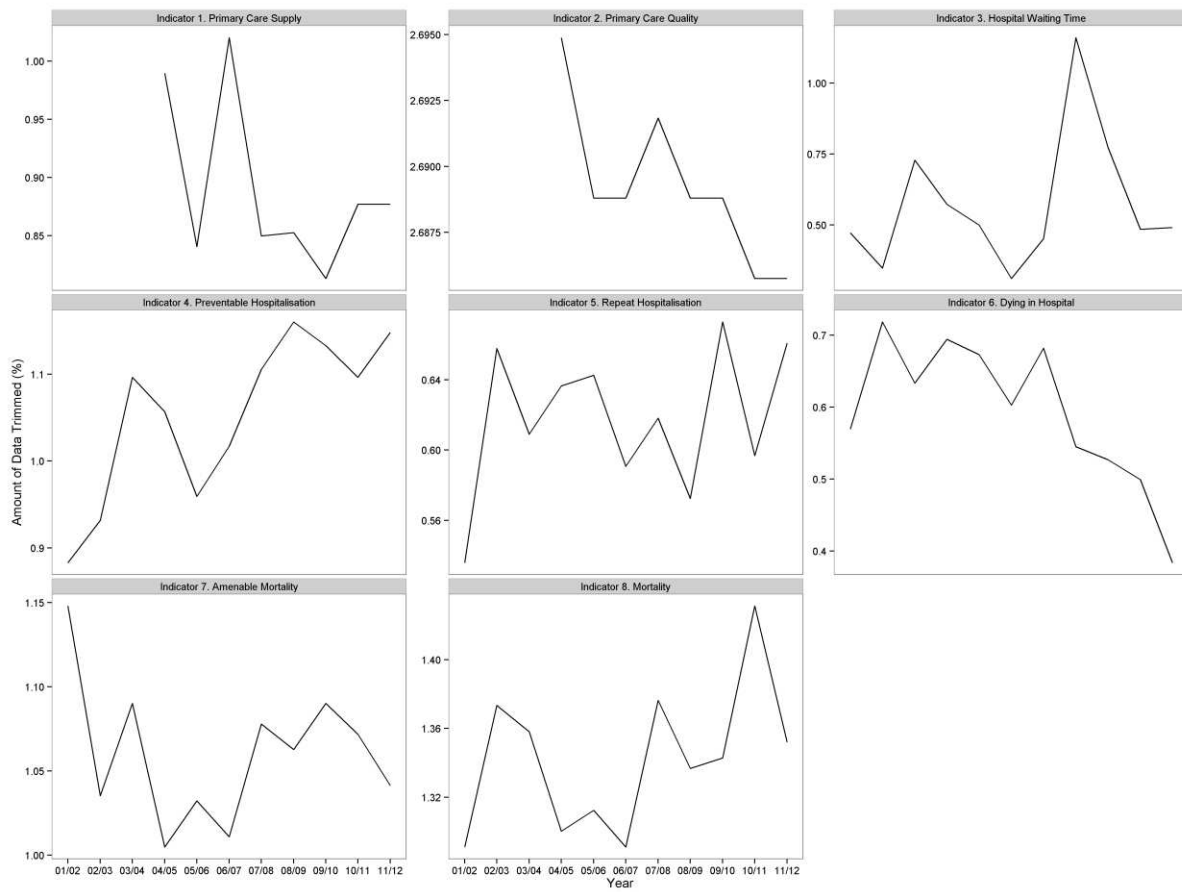 Indicator 1. Primary Care Supply
Indicator 2. Primary Care Quality
Indicator 3. Hospital Waiting Time
1.00
0.95
0.90
0.85
2.6950
2.6925
2.6900
2.6875
1.00
0.75
0.50
Indicator 4. Preventable Hospitalisation
Indicator 5. Repeat Hospitalisation
Indicator 6. Dying in Hospital
Amount of Data Trimmed (%)
1.1
1.0
0.9
0.64
0.60
0.56
0.7
0.6
0.5
0.4
Indicator 7. Amenable Mortality
Indicator 8. Mortality
1.15
1.10
1.05
1.00
1.40
1.36
1.32
01/02 02/03 03/04 04/05 05/06 06/07 07/08 08/09 09/10 10/11 11/12
01/02 02/03 03/04 04/05 05/06 06/07 07/08 08/09 09/10 10/11 11/12
Year